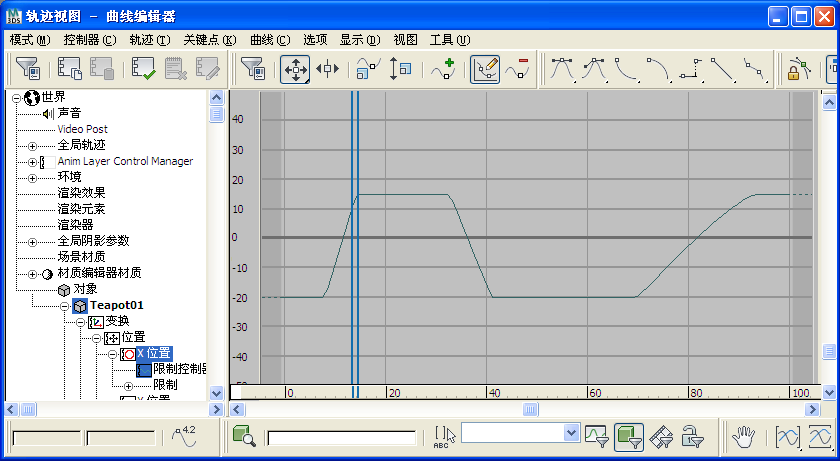 轨迹视图 - 曲线编辑器
模式(M) 控制器(C) 轨迹(T) 关键点(K) 曲线(C) 选项 显示(D) 视图 工具(U)
世界
声音
Video Post
全局轨迹
Anim Layer Control Manager
环境
渲染效果
渲染元素
渲染器
全局阴影参数
场景材质
材质编辑器材质
对象
Teapot01
变换
位置
X 位置
限制控制器
限制
40
30
20
10
0
-10
-20
-30
-40
0 20 40 60 80 100
4.2
ABC